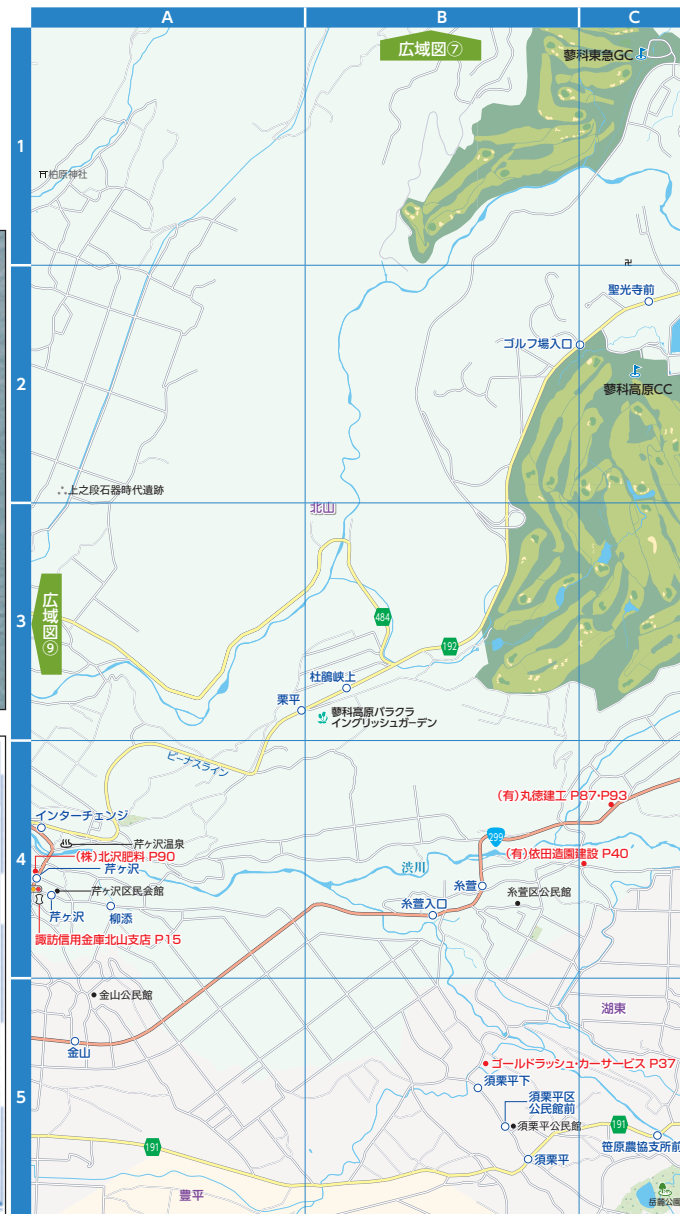 A
B
C
広域図⑦
蓼科東急GC
1
柏原神社
聖光寺前
ゴルフ場入口
2
蓼科高原CC
上之段石器時代遺跡
北山
広域図⑨
3
484
192
杜鵑峡上
栗平
蓼科高原バラクラ
イングリッシュガーデン
ビーナスライン
(有)丸徳建工 P87・P93
インターチェンジ
299
芹ヶ沢温泉
(株)北沢肥料 P90
(有)依田造園建設 P40
4
芹ヶ沢
渋川
芹ヶ沢区民会館
糸萱
糸萱区公民館
芹ヶ沢
柳添
糸萱入口
諏訪信用金庫北山支店 P15
金山公民館
湖東
金山
ゴールドラッシュ・カーサービス P37
須栗平下
5
須栗平区
公民館前
須栗平公民館
191
191
笹原農協支所前
須栗平
豊平
岳麓公園